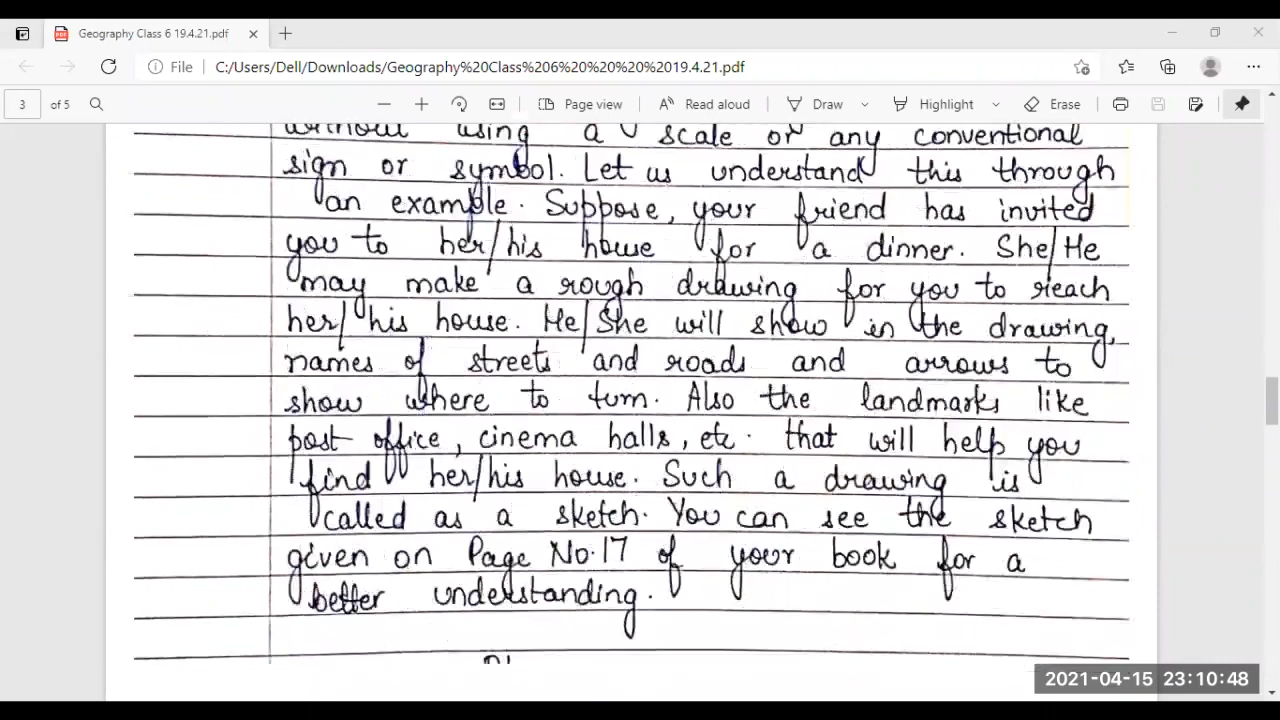 Geography Class 6 19.4.21.pdf
File C:/Users/Dell/Downloads/Geography%20Class%206%20%20%20%2019.4.21.pdf
3 of 5 Page view Read aloud Draw Highlight Erase
without using a scale or any conventional
sign or symbol. Let us understand this through
an example. Suppose, your friend has invited
you to her/his house for a dinner. She/He
may make a rough drawing for you to reach
her/his house. He/She will show in the drawing,
names of streets and roads and arrows to
show where to turn. Also the landmarks like
post office, cinema halls, etc. that will help you
find her/his house. Such a drawing is
called as a sketch. You can see the sketch
given on Page No.17 of your book for a
better understanding.
2021-04-15 23:10:48